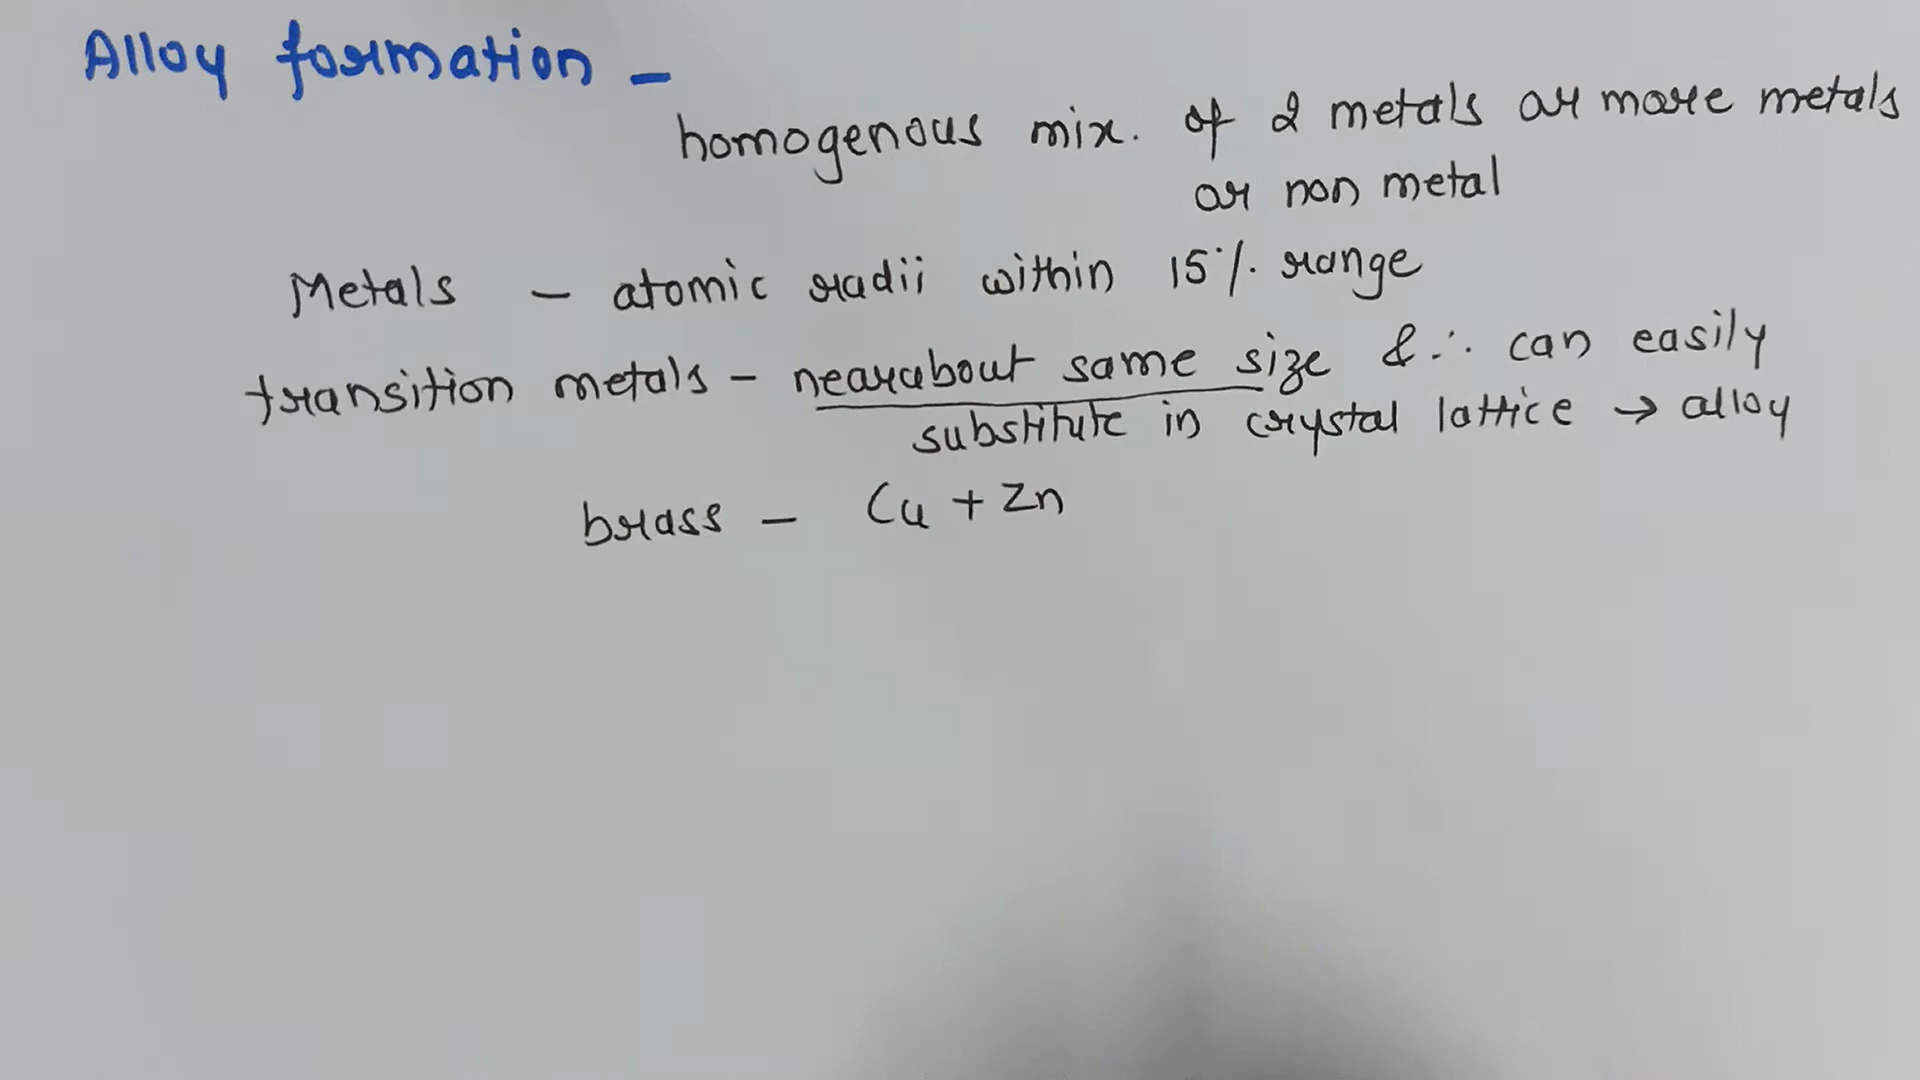 Alloy formation -
homogenous mix. of 2 metals or more metals
or non metal
Metals - atomic radii within 15% range
transition metals - nearabout same size & ∴ can easily
substitute in crystal lattice → alloy
brass - Cu + Zn